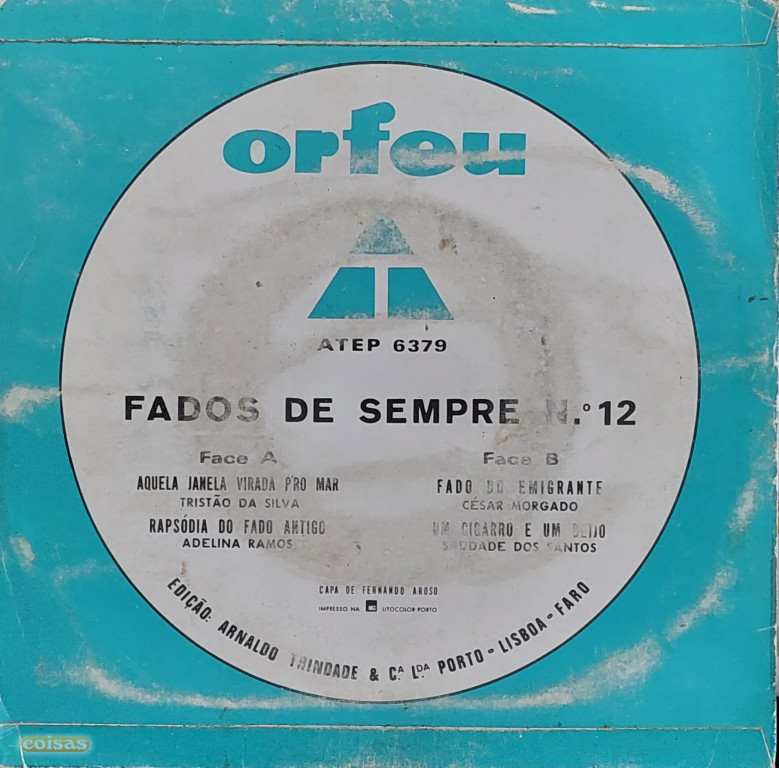 orfeu
ATEP 6379
FADOS DE SEMPRE N.º 12
Face A
AQUELA JANELA VIRADA P'RO MAR
TRISTÃO DA SILVA
RAPSÓDIA DO FADO ANTIGO
ADELINA RAMOS
Face B
FADO DO EMIGRANTE
CÉSAR MORGADO
UM CIGARRO E UM BEIJO
SAUDADE DOS SANTOS
CAPA DE FERNANDO AROSO
IMPRESSO NA LITOCOLOR-PORTO
EDIÇÃO: ARNALDO TRINDADE & C.ª L.DA PORTO - LISBOA - FARO
coisas